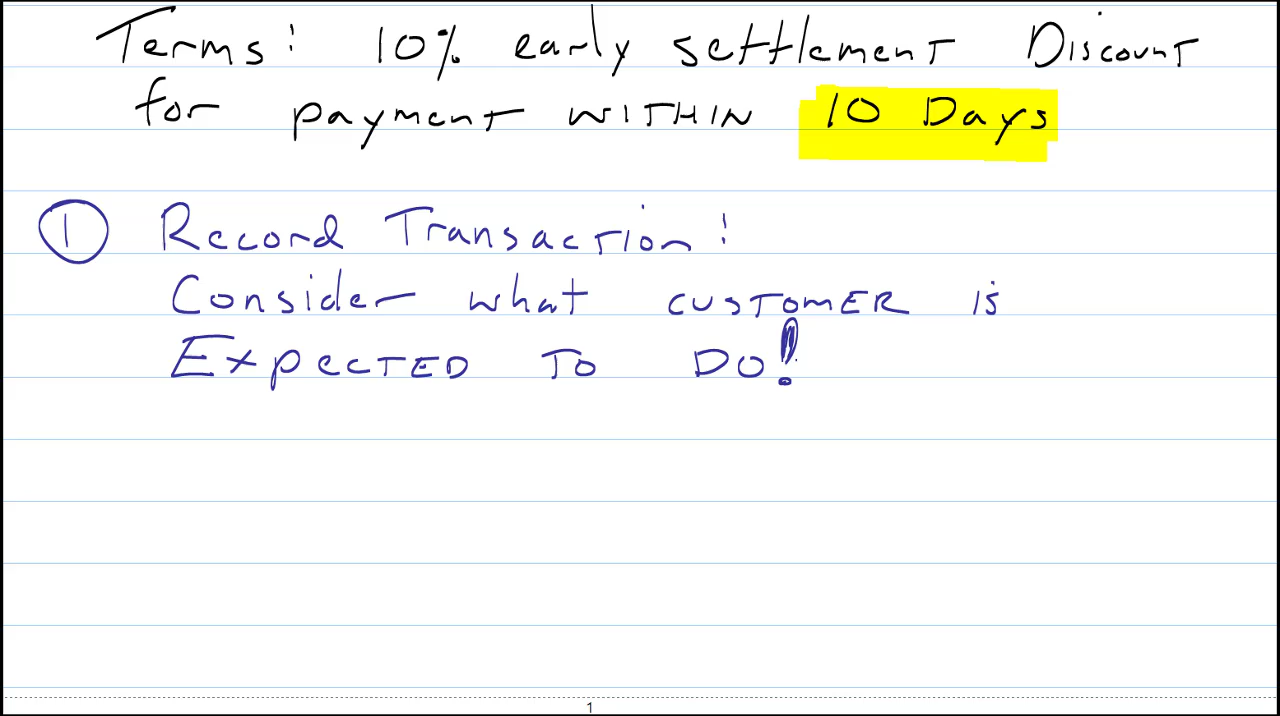 Terms: 10% early settlement Discount
for payment WITHIN 10 Days
① Record Transaction:
Consider what CUSTOMER is
EXPECTED TO DO!
1